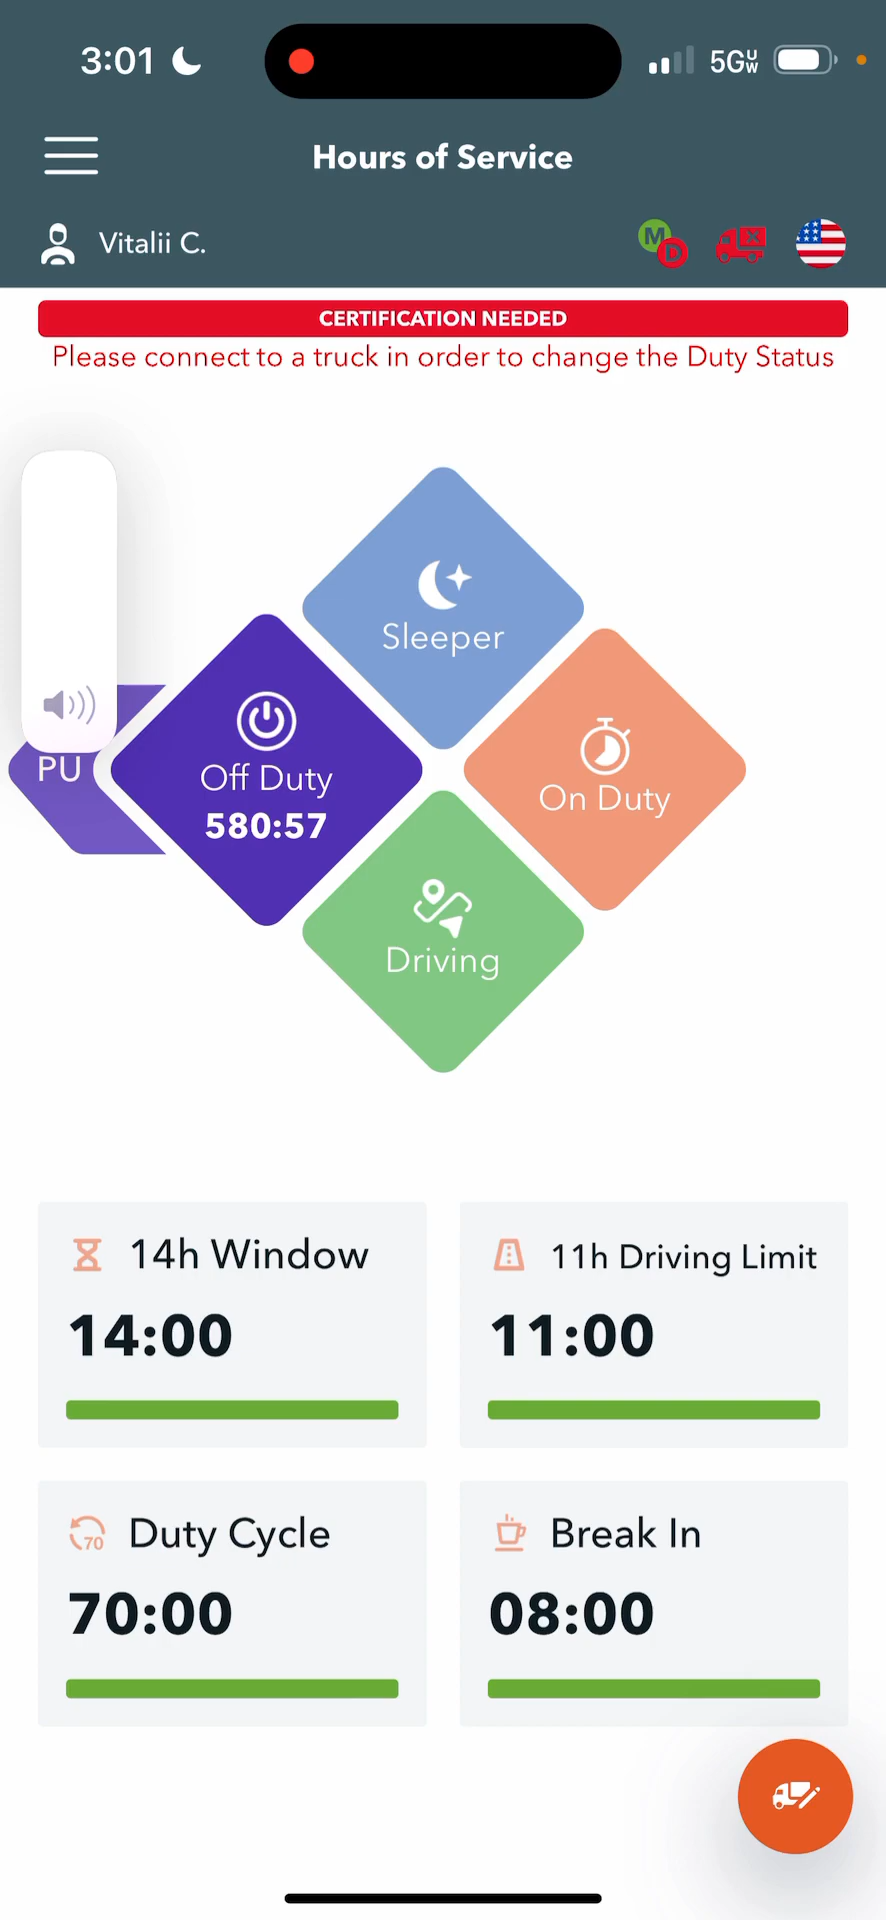 3:01
5GUW
Hours of Service
Vitalii C.
M
D
CERTIFICATION NEEDED
Please connect to a truck in order to change the Duty Status
Sleeper
PU
Off Duty
580:57
On Duty
Driving
14h Window
14:00
11h Driving Limit
11:00
70
Duty Cycle
70:00
Break In
08:00